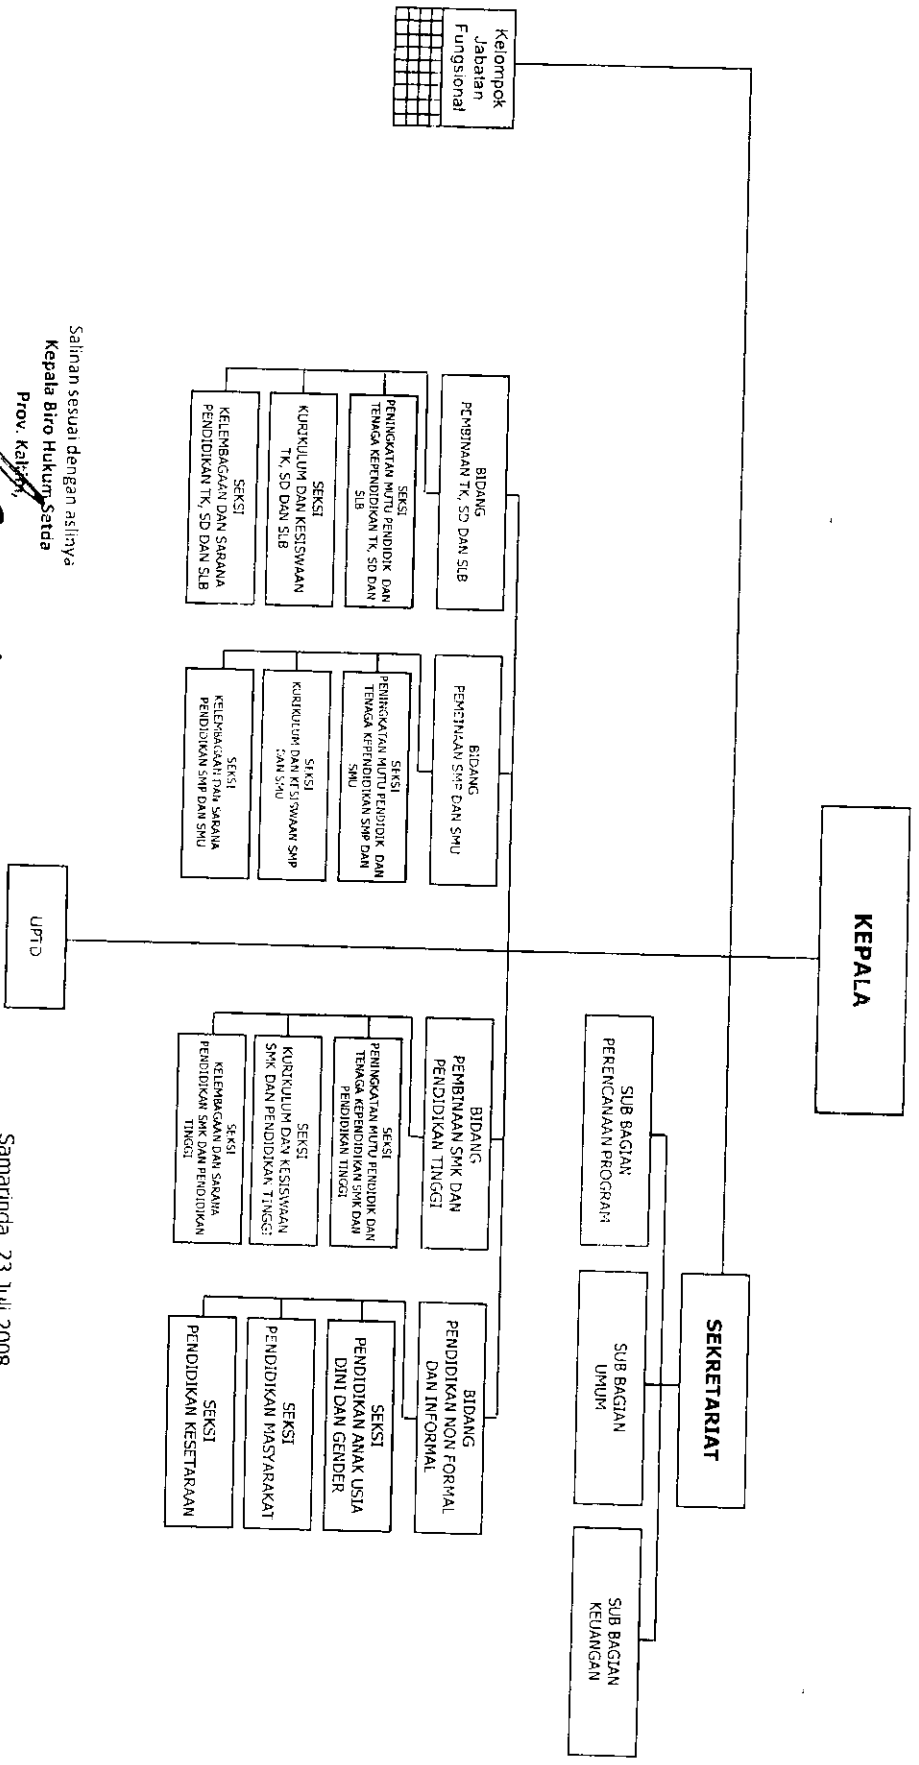 KEPALA
SEKRETARIAT
SUB BAGIAN
PERENCANAAN PROGRAM
SUB BAGIAN
UMUM
SUB BAGIAN
KEUANGAN
Kelompok
Jabatan
Fungsional
BIDANG
PEMBINAAN TK, SD DAN SLB
SEKSI
PENINGKATAN MUTU PENDIDIK DAN
TENAGA KEPENDIDIKAN TK, SD DAN
SLB
SEKSI
KURIKULUM DAN KESISWAAN
TK, SD DAN SLB
SEKSI
KELEMBAGAAN DAN SARANA
PENDIDIKAN TK, SD DAN SLB
BIDANG
PEMBINAAN SMP DAN SMU
SEKSI
PENINGKATAN MUTU PENDIDIK DAN
TENAGA KEPENDIDIKAN SMP DAN
SMU
SEKSI
KURIKULUM DAN KESISWAAN SMP
DAN SMU
SEKSI
KELEMBAGAAN DAN SARANA
PENDIDIKAN SMP DAN SMU
BIDANG
PEMBINAAN SMK DAN
PENDIDIKAN TINGGI
SEKSI
PENINGKATAN MUTU PENDIDIK DAN
TENAGA KEPENDIDIKAN SMK DAN
PENDIDIKAN TINGGI
SEKSI
KURIKULUM DAN KESISWAAN
SMK DAN PENDIDIKAN TINGGI
SEKSI
KELEMBAGAAN DAN SARANA
PENDIDIKAN SMK DAN PENDIDIKAN
TINGGI
BIDANG
PENDIDIKAN NON FORMAL
DAN INFORMAL
SEKSI
PENDIDIKAN ANAK USIA
DINI DAN GENDER
SEKSI
PENDIDIKAN MASYARAKAT
SEKSI
PENDIDIKAN KESETARAAN
UPTD
Salinan sesuai dengan aslinya
Kepala Biro Hukum Setda
Prov. Kaltim,
Samarinda, 23 Juli 2008